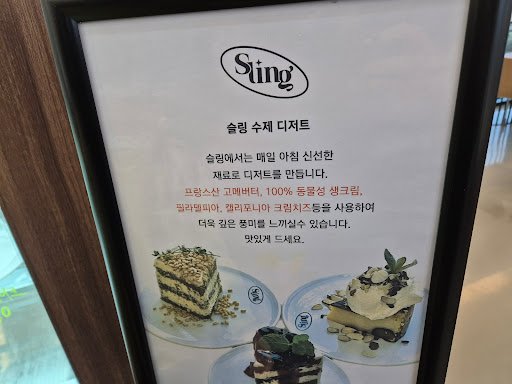 Sling
슬링 수제 디저트
슬링에서는 매일 아침 신선한
재료로 디저트를 만듭니다.
프랑스산 고메버터, 100% 동물성 생크림,
필라델피아, 캘리포니아 크림치즈등을 사용하여
더욱 깊은 풍미를 느끼실수 있습니다.
맛있게 드세요.